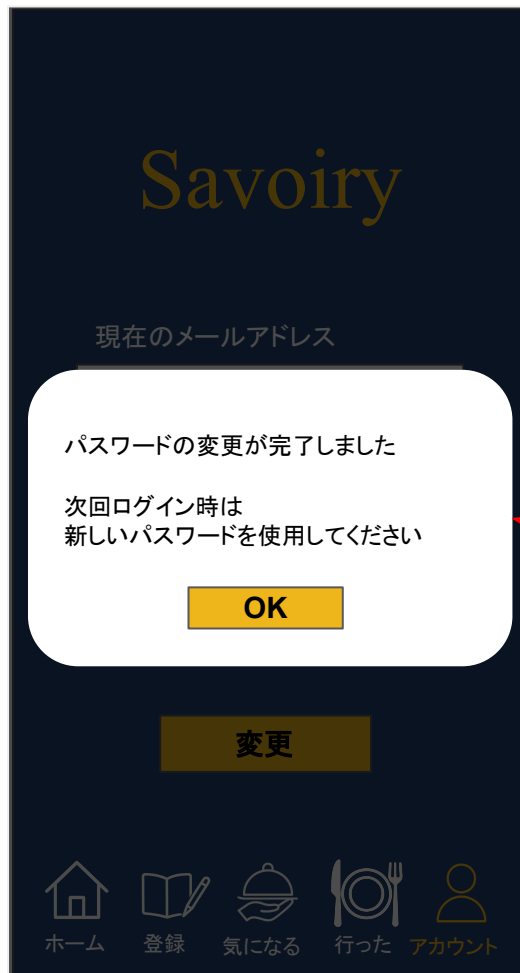 Savoiry
現在のメールアドレス
パスワードの変更が完了しました
次回ログイン時は
新しいパスワードを使用してください
OK
変更
ホーム 登録 気になる 行った アカウント